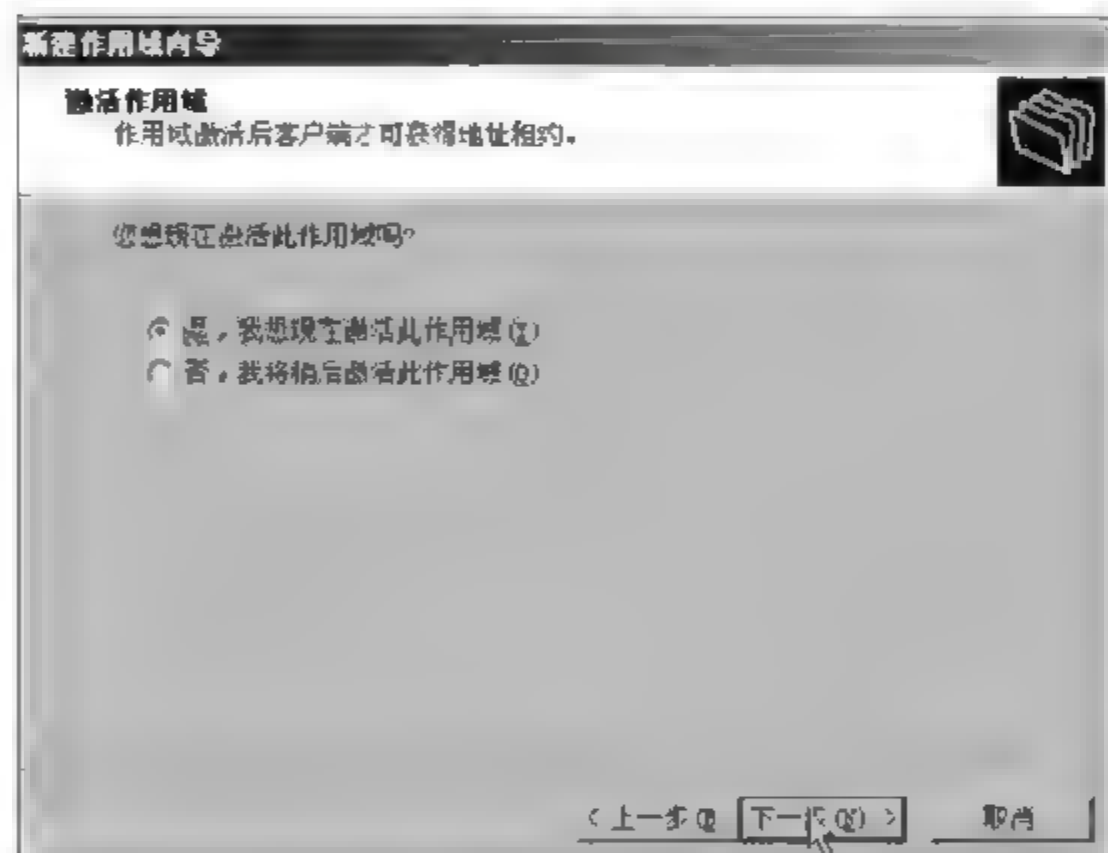 新建作用域向导
激活作用域
作用域激活后客户端才可获得地址租约。
您想现在激活此作用域吗?
是，我想现在激活此作用域(Y)
否，我将稍后激活此作用域(O)
< 上一步(B)
下一步(N) >
取消